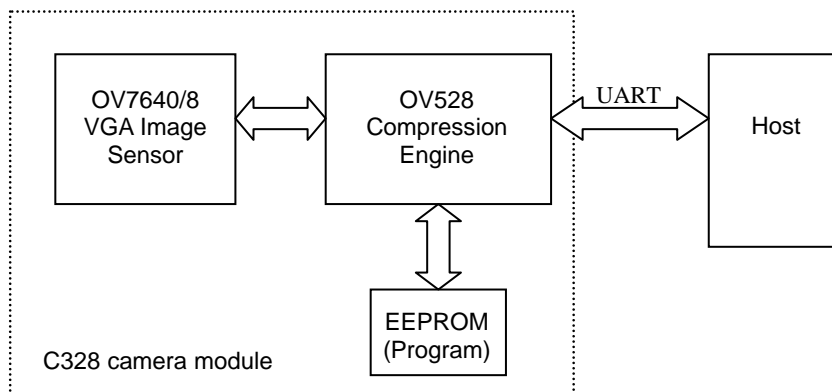 OV7640/8
VGA Image
Sensor
OV528
Compression
Engine
UART
Host
EEPROM
(Program)
C328 camera module